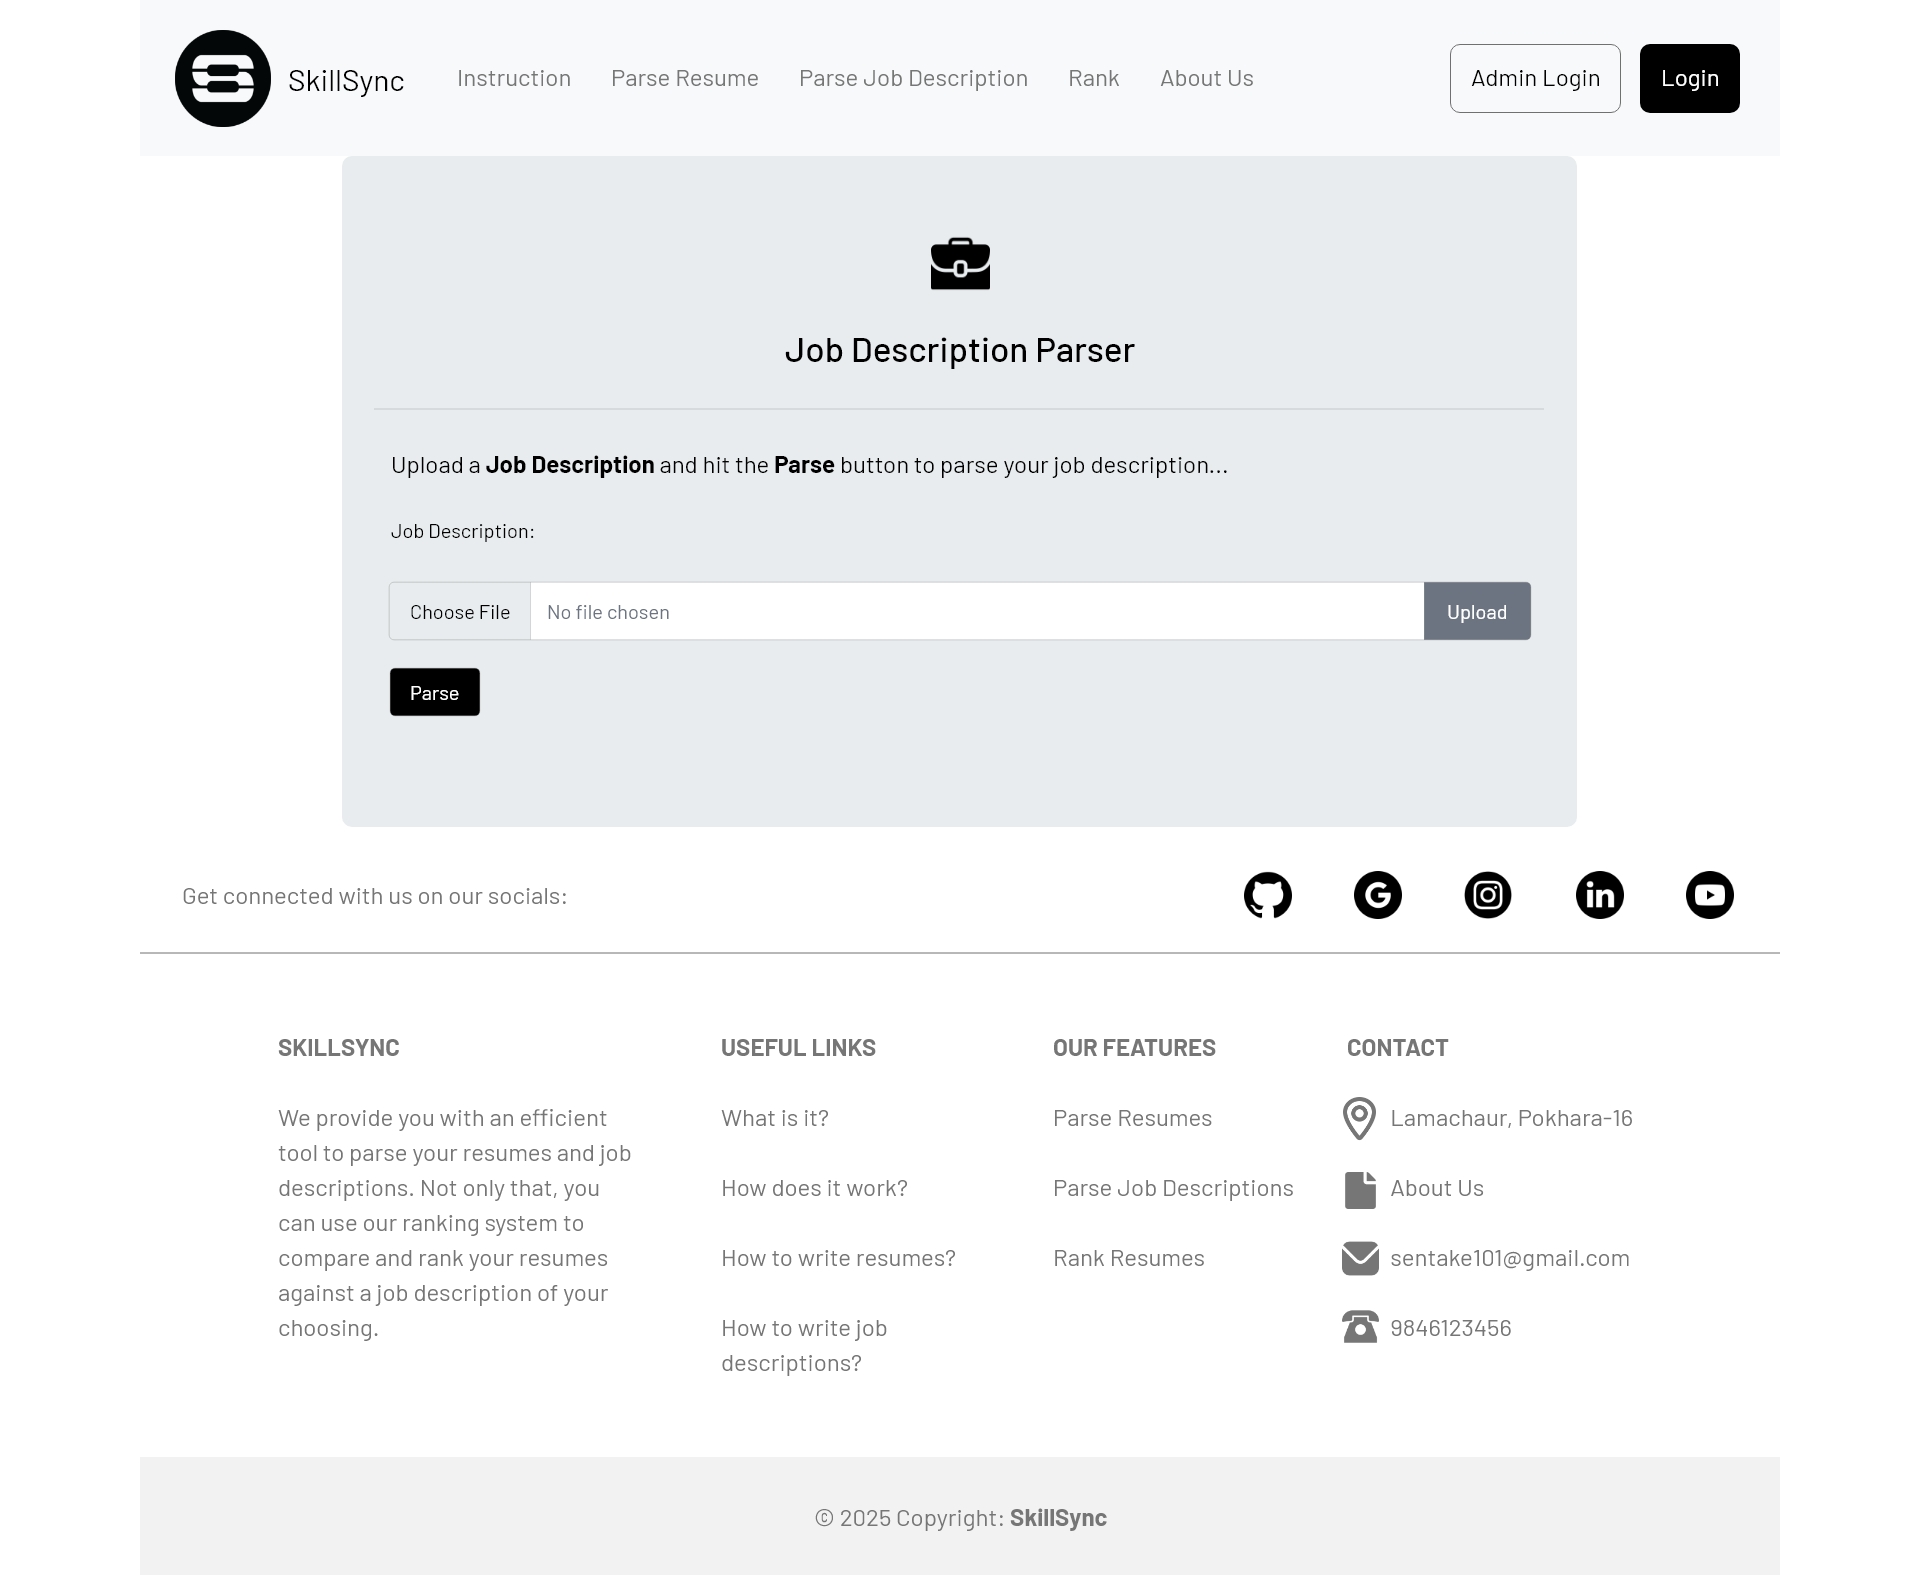 SkillSync
Instruction
Parse Resume
Parse Job Description
Rank
About Us
Admin Login
Login
Job Description Parser
Upload a Job Description and hit the Parse button to parse your job description...
Job Description:
Choose File
No file chosen
Upload
Parse
Get connected with us on our socials:
SKILLSYNC
We provide you with an efficient
tool to parse your resumes and job
descriptions. Not only that, you
can use our ranking system to
compare and rank your resumes
against a job description of your
choosing.
USEFUL LINKS
What is it?
How does it work?
How to write resumes?
How to write job
descriptions?
OUR FEATURES
Parse Resumes
Parse Job Descriptions
Rank Resumes
CONTACT
Lamachaur, Pokhara-16
About Us
sentake101@gmail.com
9846123456
© 2025 Copyright: SkillSync